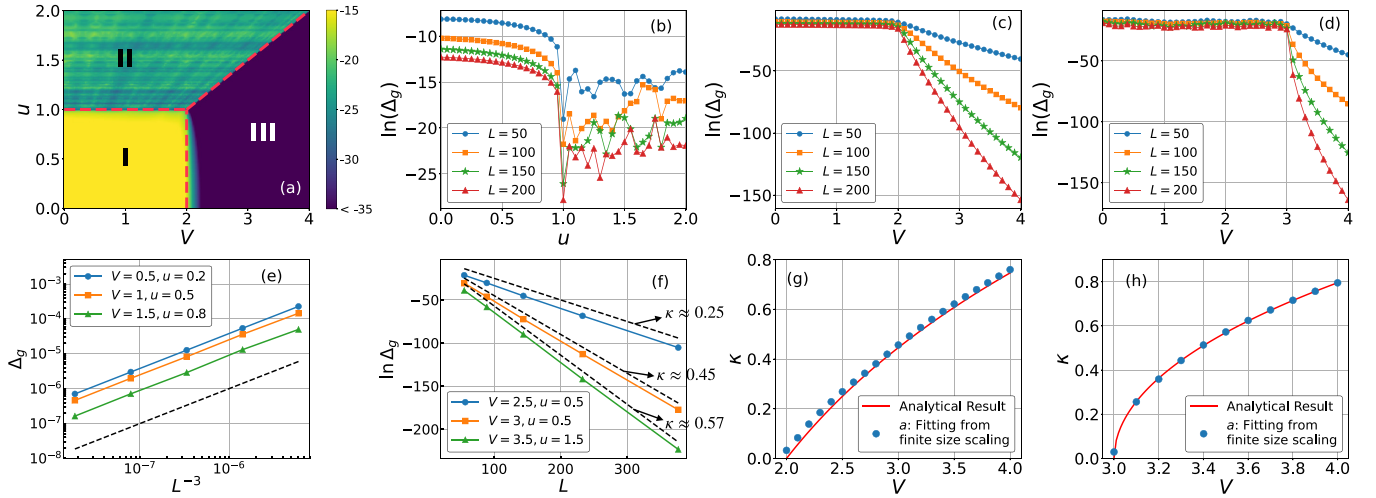 2.0
1.5
1.0
0.5
0.0
u
II
I
III
(a)
0 1 2 3 4
V
−15
−20
−25
−30
< −35
(b)
−10
−15
−20
−25
ln(Δg)
L = 50
L = 100
L = 150
L = 200
0.0 0.5 1.0 1.5 2.0
u
(c)
−50
−100
−150
ln(Δg)
L = 50
L = 100
L = 150
L = 200
0 1 2 3 4
V
(d)
−50
−100
−150
ln(Δg)
L = 50
L = 100
L = 150
L = 200
0 1 2 3 4
V
(e)
10⁻³
10⁻⁴
10⁻⁵
10⁻⁶
10⁻⁷
10⁻⁸
Δg
V = 0.5, u = 0.2
V = 1, u = 0.5
V = 1.5, u = 0.8
10⁻⁷ 10⁻⁶
L⁻³
(f)
−50
−100
−150
−200
ln Δg
κ ≈ 0.25
κ ≈ 0.45
κ ≈ 0.57
V = 2.5, u = 0.5
V = 3, u = 0.5
V = 3.5, u = 1.5
100 200 300
L
(g)
0.8
0.6
0.4
0.2
0.0
κ
Analytical Result
a: Fitting from
finite size scaling
2.0 2.5 3.0 3.5 4.0
V
(h)
0.8
0.6
0.4
0.2
0.0
κ
Analytical Result
a: Fitting from
finite size scaling
3.0 3.2 3.4 3.6 3.8 4.0
V